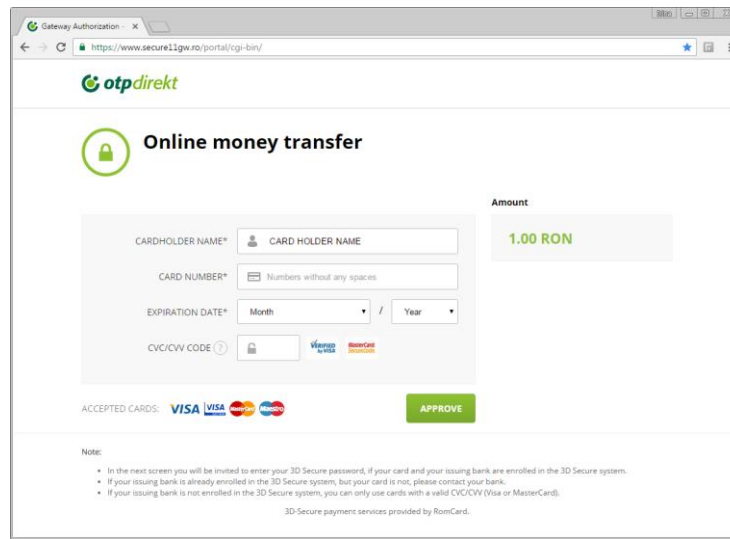 Gateway Authorization -
https://www.secure11gw.ro/portal/cgi-bin/
otpdirekt
Online money transfer
Amount
1.00 RON
CARDHOLDER NAME*
CARD HOLDER NAME
CARD NUMBER*
Numbers without any spaces
EXPIRATION DATE*
Month
/
Year
CVC/CVV CODE ?
VERIFIED by VISA
MasterCard SecureCode
ACCEPTED CARDS:
VISA VISA MasterCard Maestro
APPROVE
Note:
• In the next screen you will be invited to enter your 3D Secure password, if your card and your issuing bank are enrolled in the 3D Secure system.
• If your issuing bank is already enrolled in the 3D Secure system, but your card is not, please contact your bank.
• If your issuing bank is not enrolled in the 3D Secure system, you can only use cards with a valid CVC/CVV (Visa or MasterCard).
3D-Secure payment services provided by RomCard.